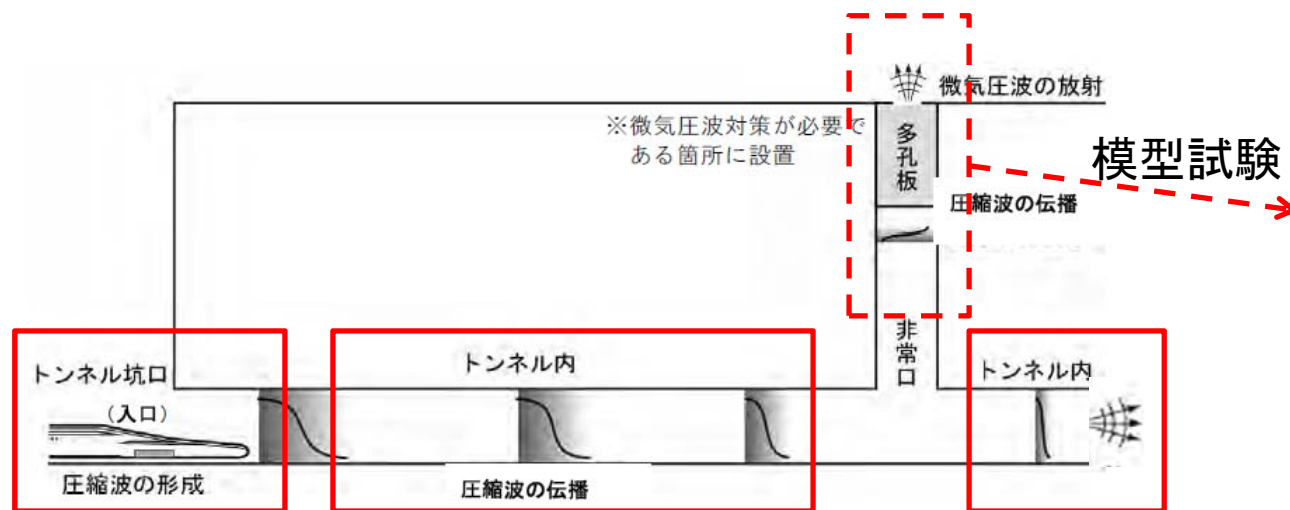 微気圧波の放射
※微気圧波対策が必要で
ある箇所に設置
多孔板
模型試験
圧縮波の伝播
非常口
トンネル坑口
(入口)
トンネル内
トンネル内
圧縮波の形成
圧縮波の伝播